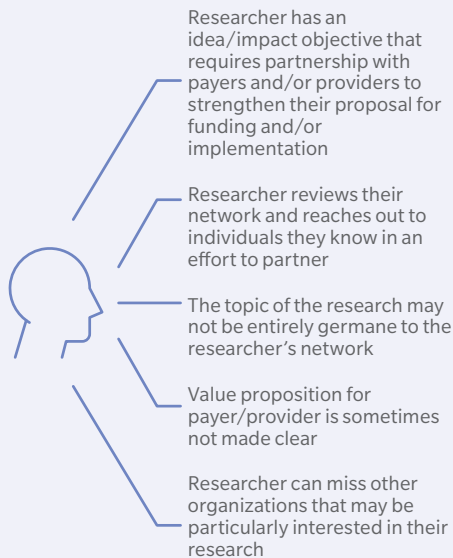 Researcher has an
idea/impact objective that
requires partnership with
payers and/or providers to
strengthen their proposal for
funding and/or
implementation
Researcher reviews their
network and reaches out to
individuals they know in an
effort to partner
The topic of the research may
not be entirely germane to the
researcher’s network
Value proposition for
payer/provider is sometimes
not made clear
Researcher can miss other
organizations that may be
particularly interested in their
research